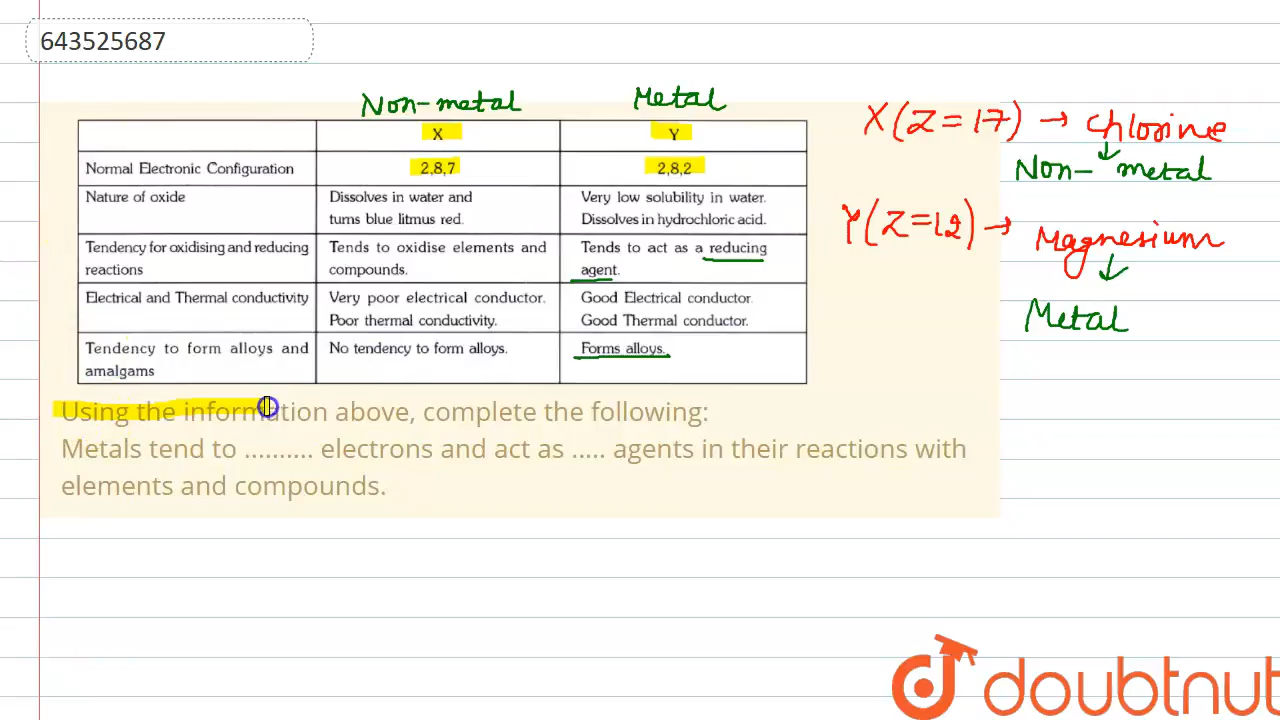 643525687
Non-metal Metal
X Y
Normal Electronic Configuration 2,8,7 2,8,2
Nature of oxide Dissolves in water and Very low solubility in water.
turns blue litmus red. Dissolves in hydrochloric acid.
Tendency for oxidising and reducing Tends to oxidise elements and Tends to act as a reducing
reactions compounds. agent.
Electrical and Thermal conductivity Very poor electrical conductor. Good Electrical conductor.
Poor thermal conductivity. Good Thermal conductor.
Tendency to form alloys and No tendency to form alloys. Forms alloys.
amalgams
X(Z=17) → Chlorine
Non-metal
Y(Z=12) → Magnesium
Metal
Using the information above, complete the following:
Metals tend to .......... electrons and act as ..... agents in their reactions with
elements and compounds.
doubtnut